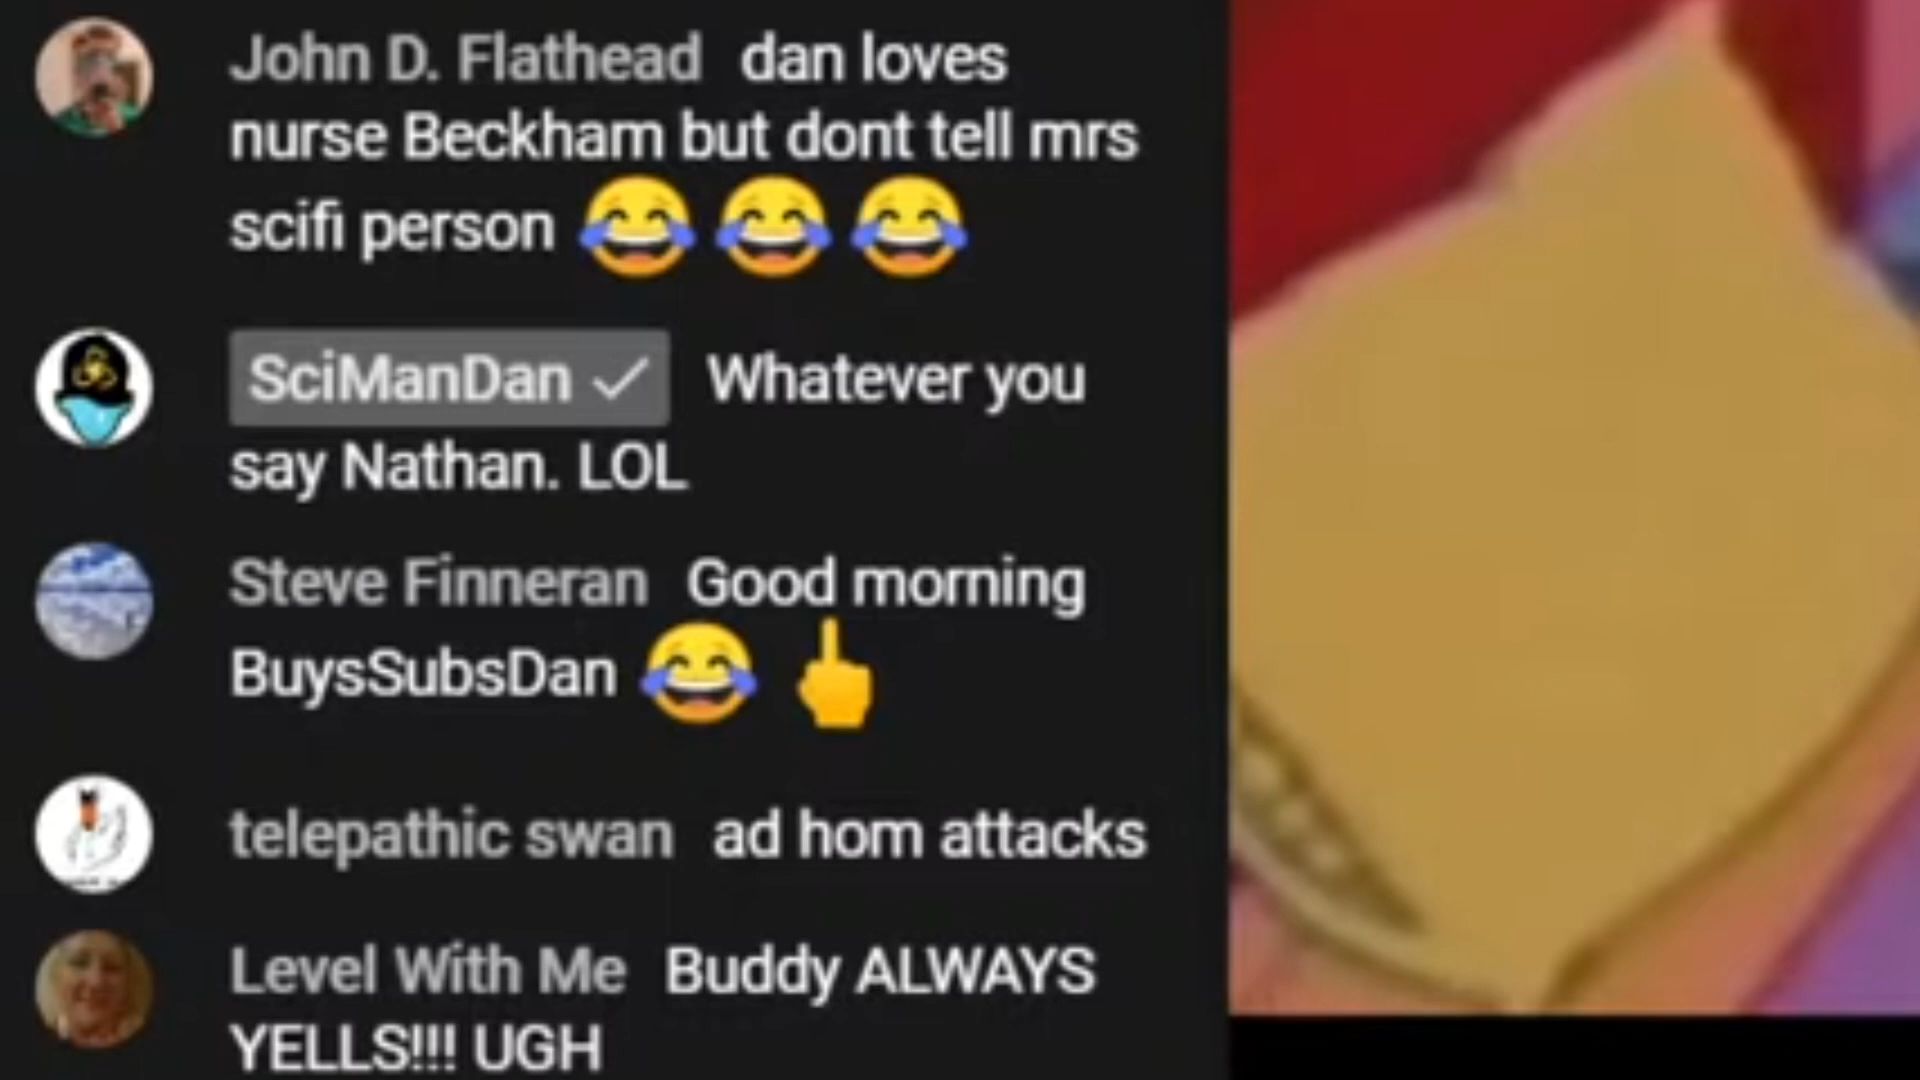 John D. Flathead dan loves
nurse Beckham but dont tell mrs
scifi person 😂😂😂
SciManDan ✓ Whatever you
say Nathan. LOL
Steve Finneran Good morning
BuysSubsDan 😂🖕
telepathic swan ad hom attacks
Level With Me Buddy ALWAYS
YELLS!!! UGH